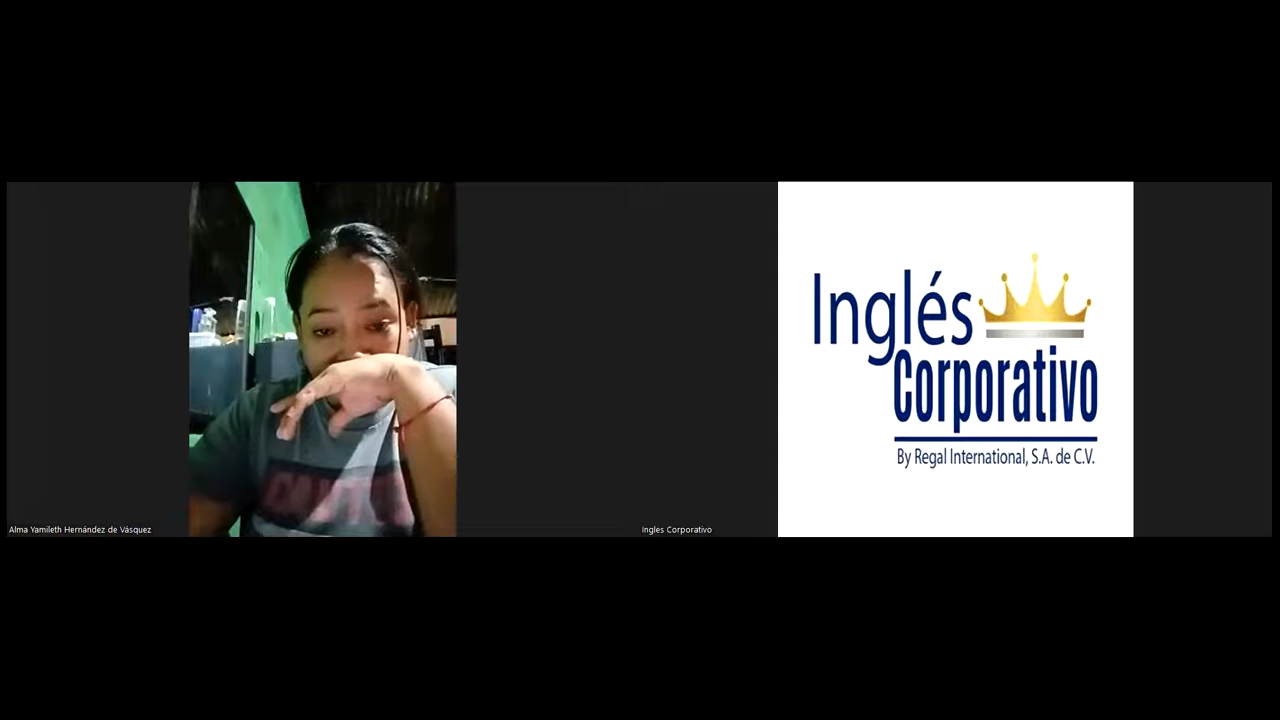 Alma Yamileth Hernández de Vásquez
Inglés
Corporativo
By Regal International, S.A. de C.V.
Ingles Corporativo